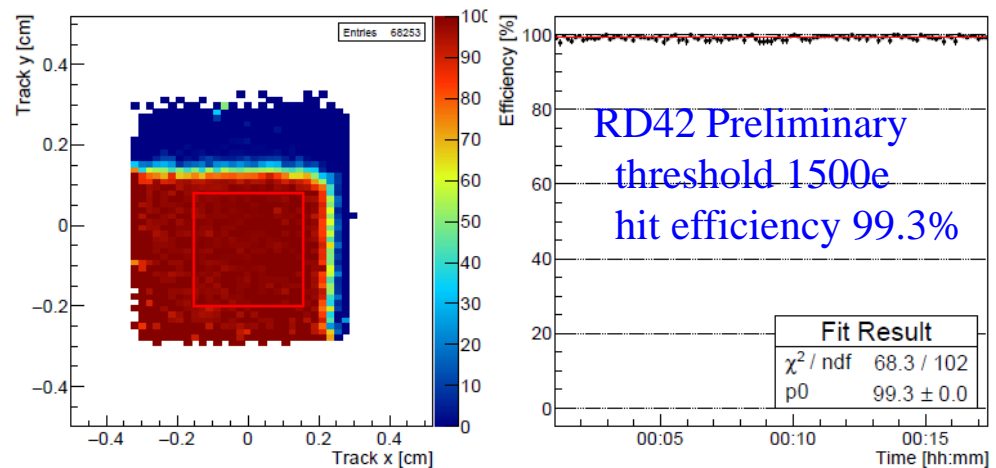 Track y [cm]
Entries 68253
0.4
0.2
0
−0.2
−0.4
−0.4
−0.2
0
0.2
0.4
Track x [cm]
100
90
80
70
60
50
40
30
20
10
0
Efficiency [%]
100
80
60
40
20
0
RD42 Preliminary
threshold 1500e
hit efficiency 99.3%
Fit Result
χ² / ndf 68.3 / 102
p0 99.3 ± 0.0
00:05
00:10
00:15
Time [hh:mm]